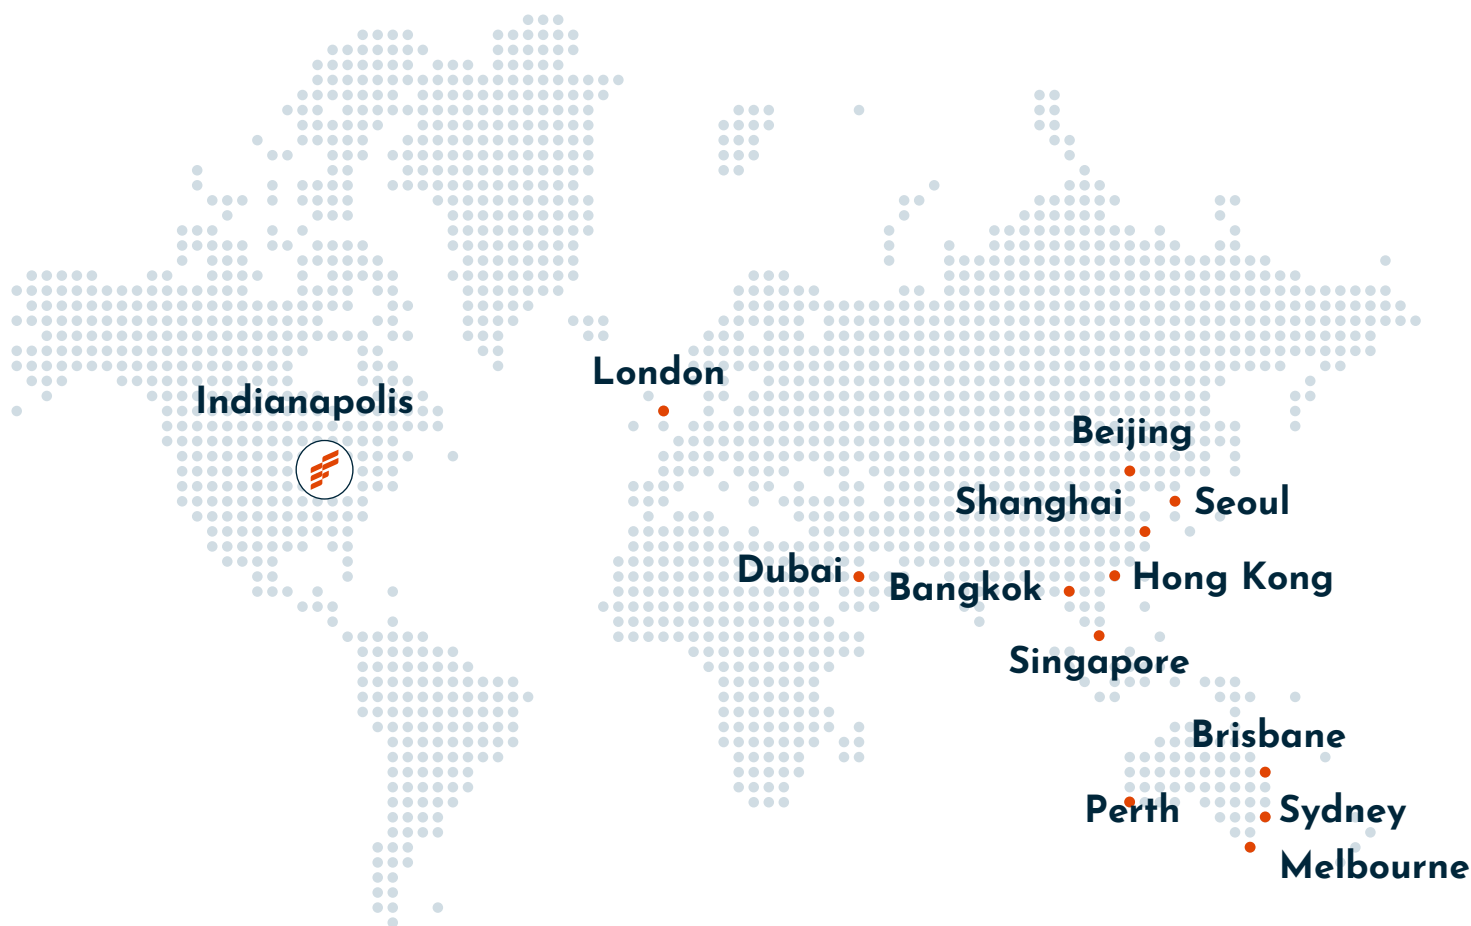 London
Indianapolis
Beijing
Shanghai
Seoul
Dubai
Bangkok
Hong Kong
Singapore
Brisbane
Perth
Sydney
Melbourne